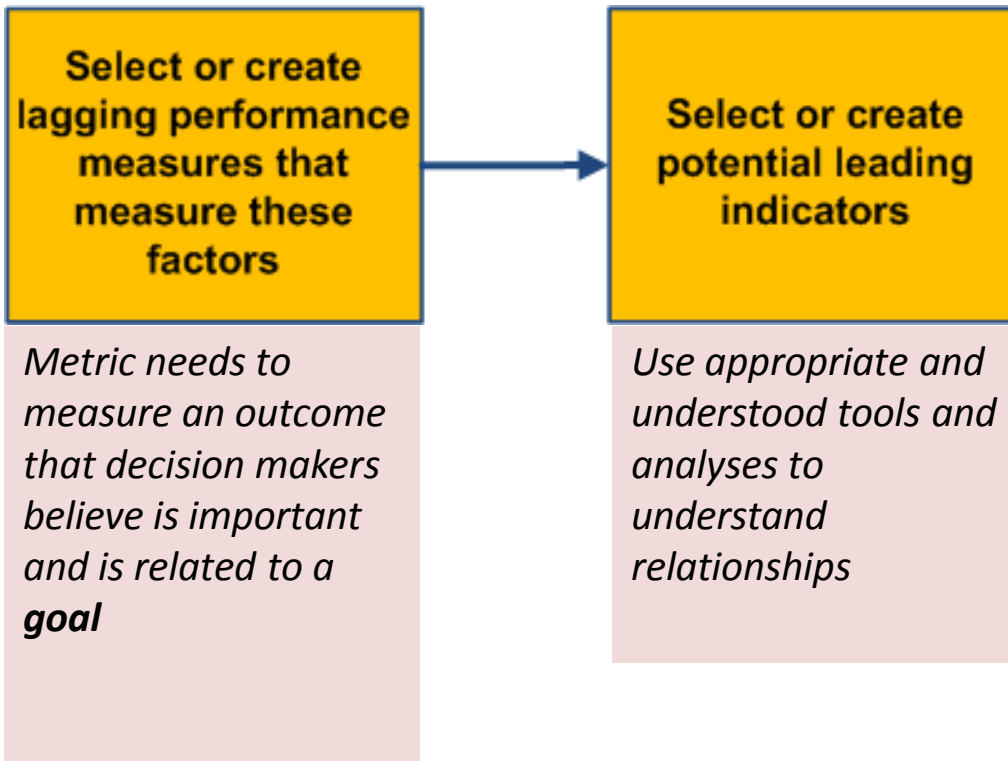 Select or create
lagging performance
measures that
measure these
factors
Metric needs to
measure an outcome
that decision makers
believe is important
and is related to a
goal
Select or create
potential leading
indicators
Use appropriate and
understood tools and
analyses to
understand
relationships